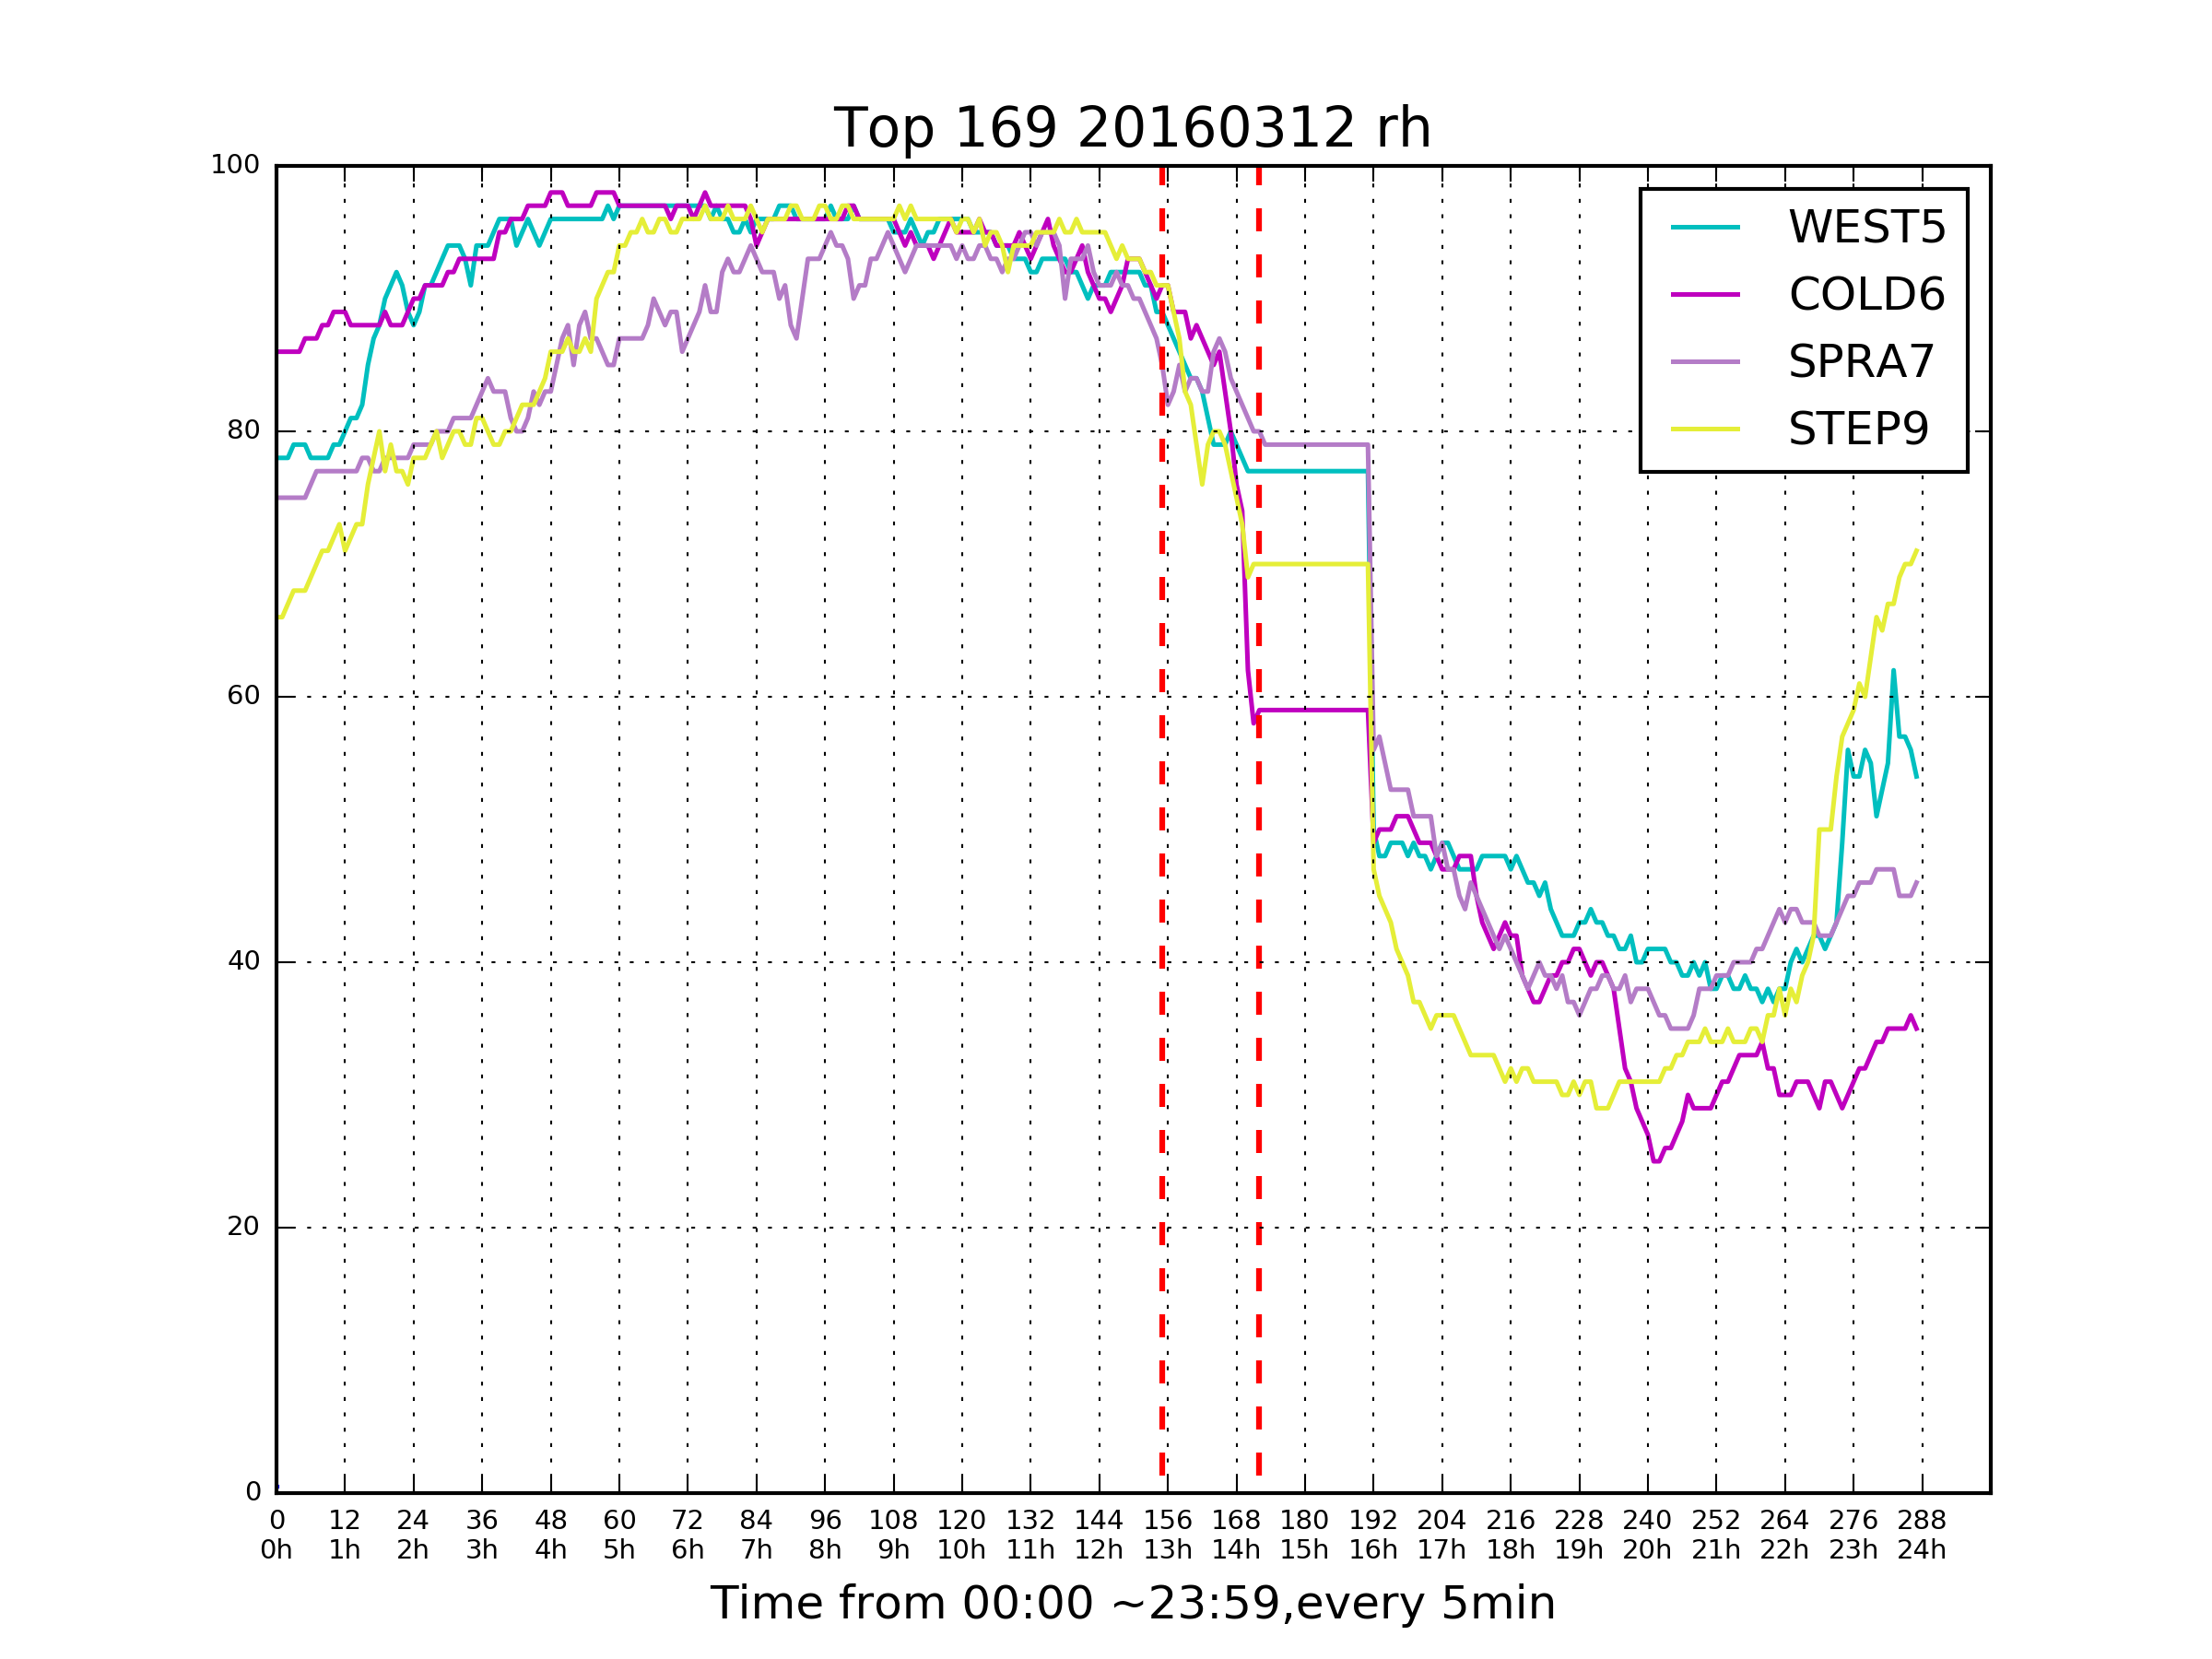 Top 169 20160312 rh
100
80
60
40
20
0
WEST5
COLD6
SPRA7
STEP9
0 12 24 36 48 60 72 84 96 108 120 132 144 156 168 180 192 204 216 228 240 252 264 276 288
0h 1h 2h 3h 4h 5h 6h 7h 8h 9h 10h 11h 12h 13h 14h 15h 16h 17h 18h 19h 20h 21h 22h 23h 24h
Time from 00:00 ~23:59,every 5min